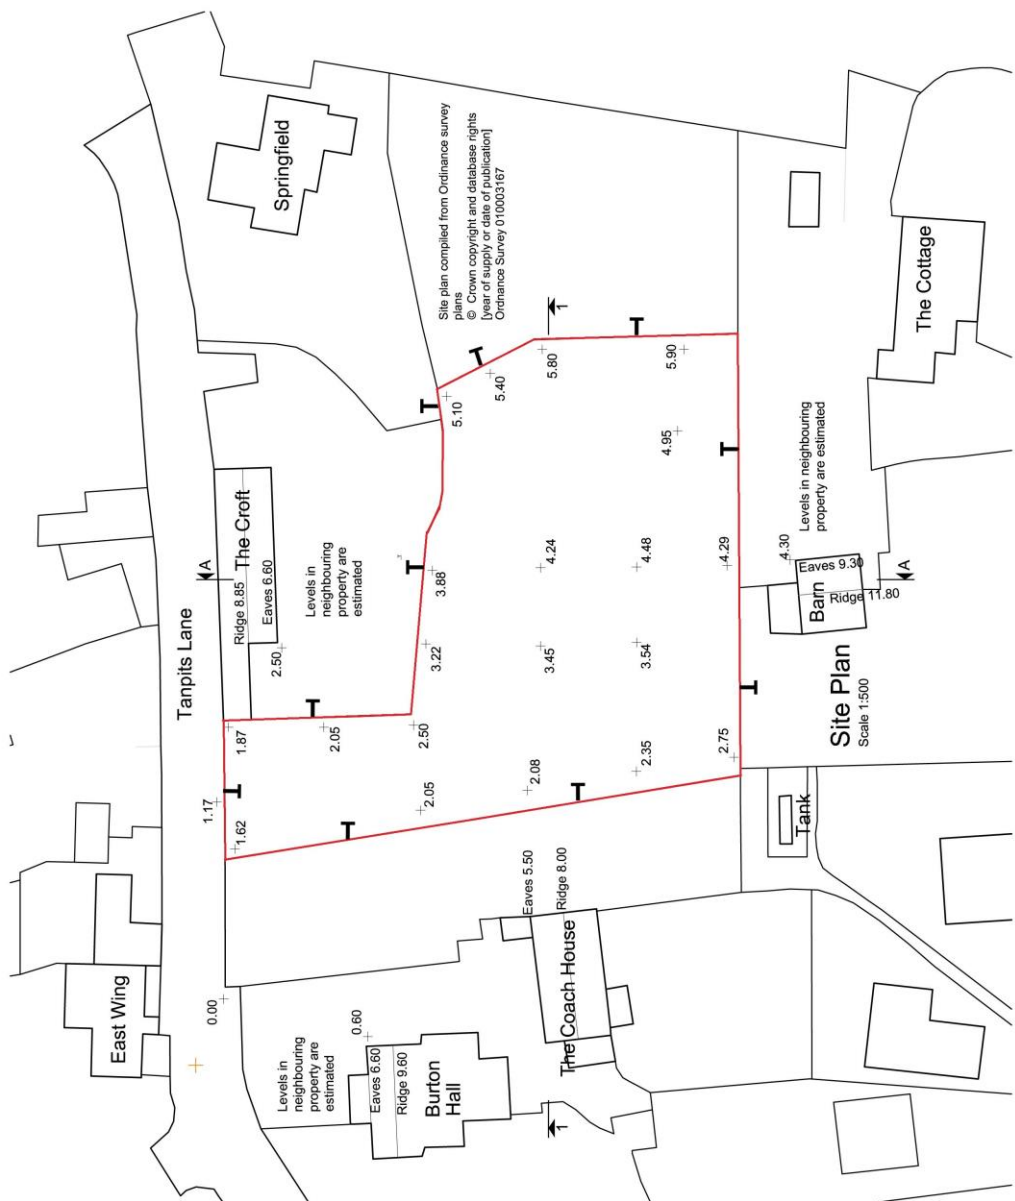 Springfield
Site plan compiled from Ordinance survey
plans
© Crown copyright and database rights
[year of supply or date of publication]
Ordnance Survey 010003167
1
The Cottage
5.10
5.40
5.80
5.90
4.95
Tanpits Lane
A
The Croft
Ridge 8.85
Eaves 6.60
2.50
Levels in
neighbouring
property are
estimated
Levels in neighbouring
property are estimated
3.88
4.24
4.48
4.29
4.30
Eaves 9.30
Barn
Ridge 11.80
A
3.22
3.45
3.54
Site Plan
Scale 1:500
1.87
2.05
2.50
1.17
1.62
2.05
2.08
2.35
2.75
Tank
Eaves 5.50
Ridge 8.00
The Coach House
East Wing
0.00
0.60
Levels in
neighbouring
property are
estimated
Eaves 6.60
Ridge 9.60
Burton
Hall
1
T
T
T
T
T
T
T
T
T
T
T